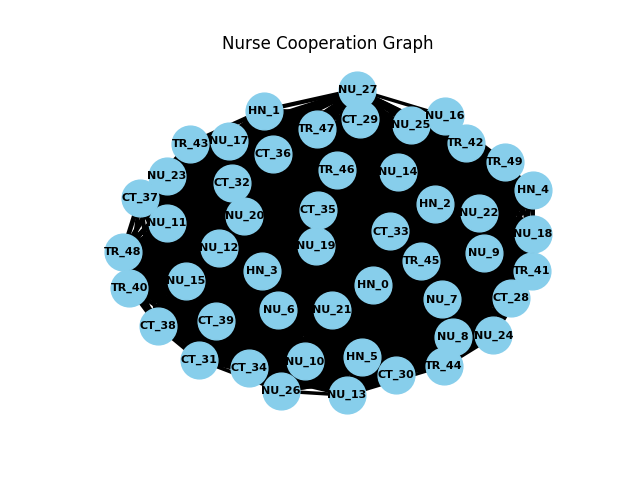 Nurse Cooperation Graph
NU_27
HN_1
NU_16
CT_29
NU_25
TR_47
NU_17
TR_43
TR_42
CT_36
TR_49
TR_46
NU_14
NU_23
CT_32
HN_4
CT_37
HN_2
CT_35
NU_22
NU_20
NU_11
CT_33
NU_18
NU_19
NU_12
TR_48
NU_9
TR_45
HN_3
TR_41
NU_15
HN_0
TR_40
CT_28
NU_7
NU_6
NU_21
CT_39
CT_38
NU_24
NU_8
HN_5
CT_31
NU_10
TR_44
CT_34
CT_30
NU_26
NU_13